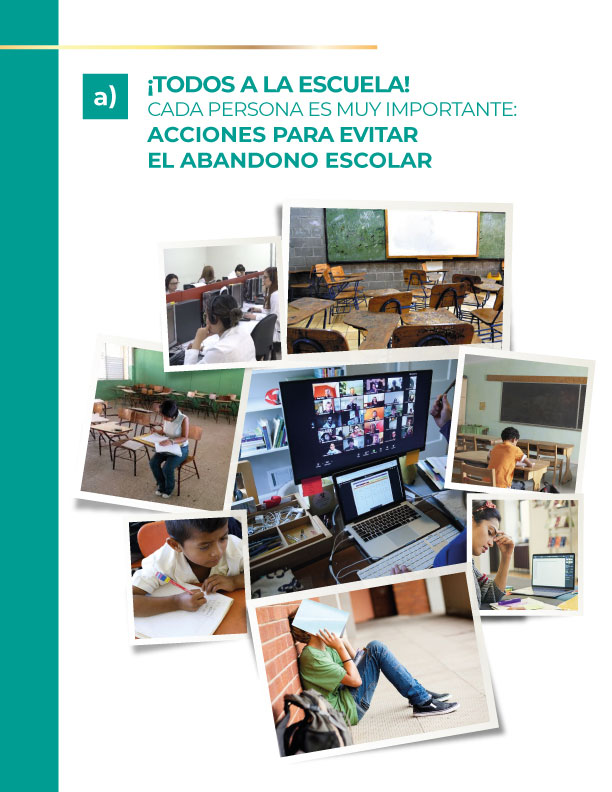 a)
¡TODOS A LA ESCUELA!
CADA PERSONA ES MUY IMPORTANTE:
ACCIONES PARA EVITAR
EL ABANDONO ESCOLAR